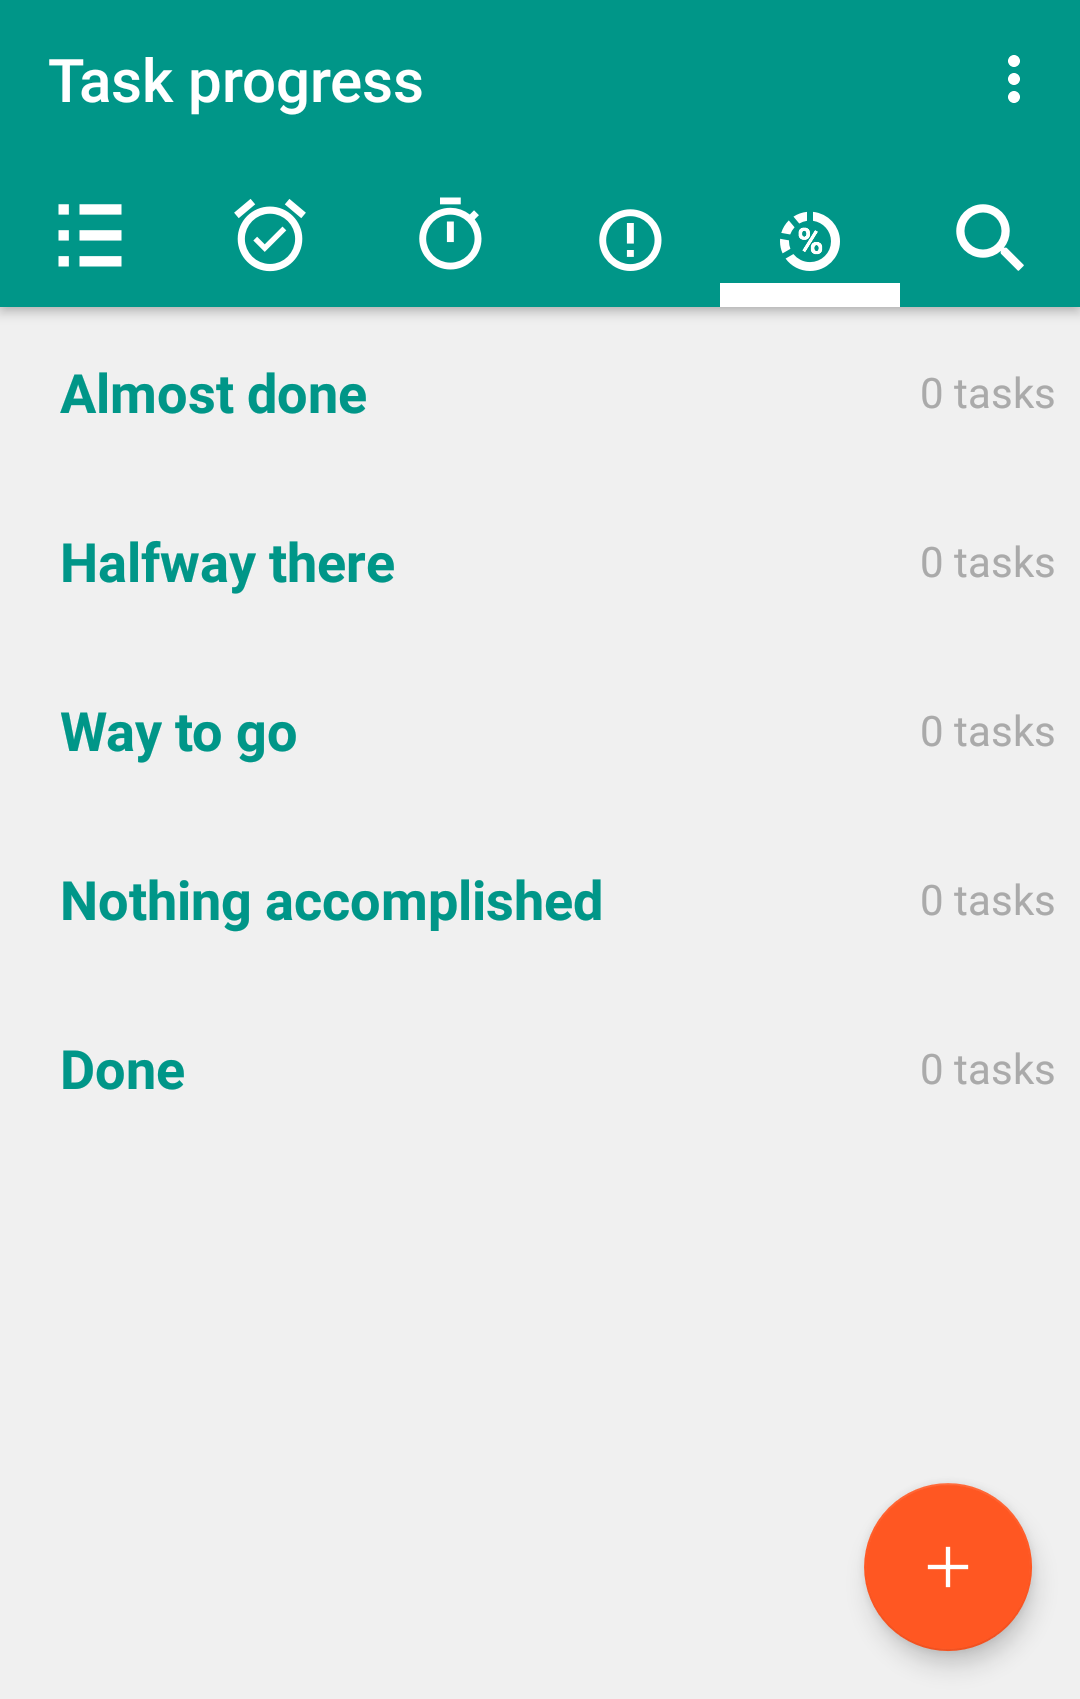 Task progress
%
Almost done 0 tasks
Halfway there 0 tasks
Way to go 0 tasks
Nothing accomplished 0 tasks
Done 0 tasks